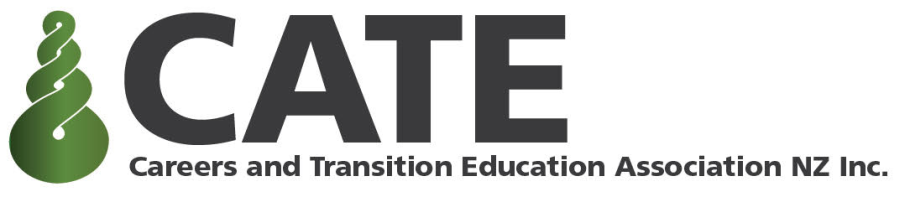 CATE
Careers and Transition Education Association NZ Inc.